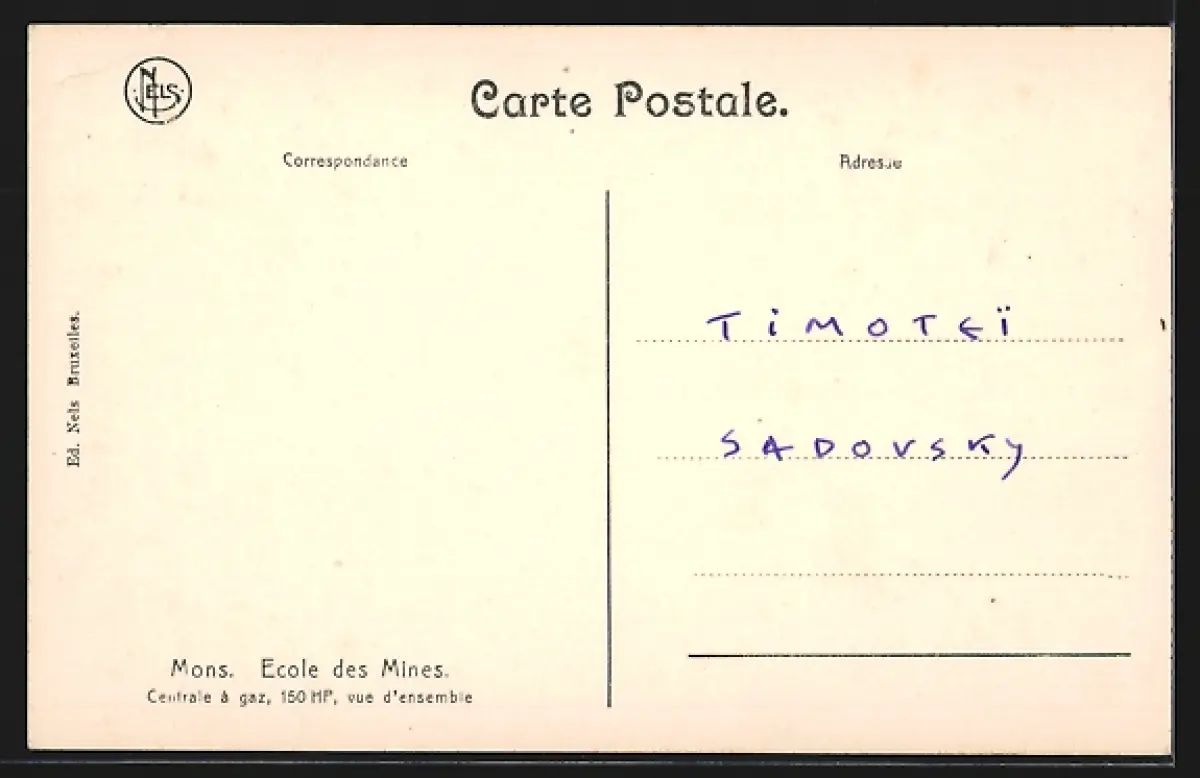 NELS
Carte Postale.
Correspondance
Adresse
TiMOTEÏ
SADOVSKY
Ed. Nels Bruxelles.
Mons. Ecole des Mines.
Centrale à gaz, 150 HP, vue d'ensemble